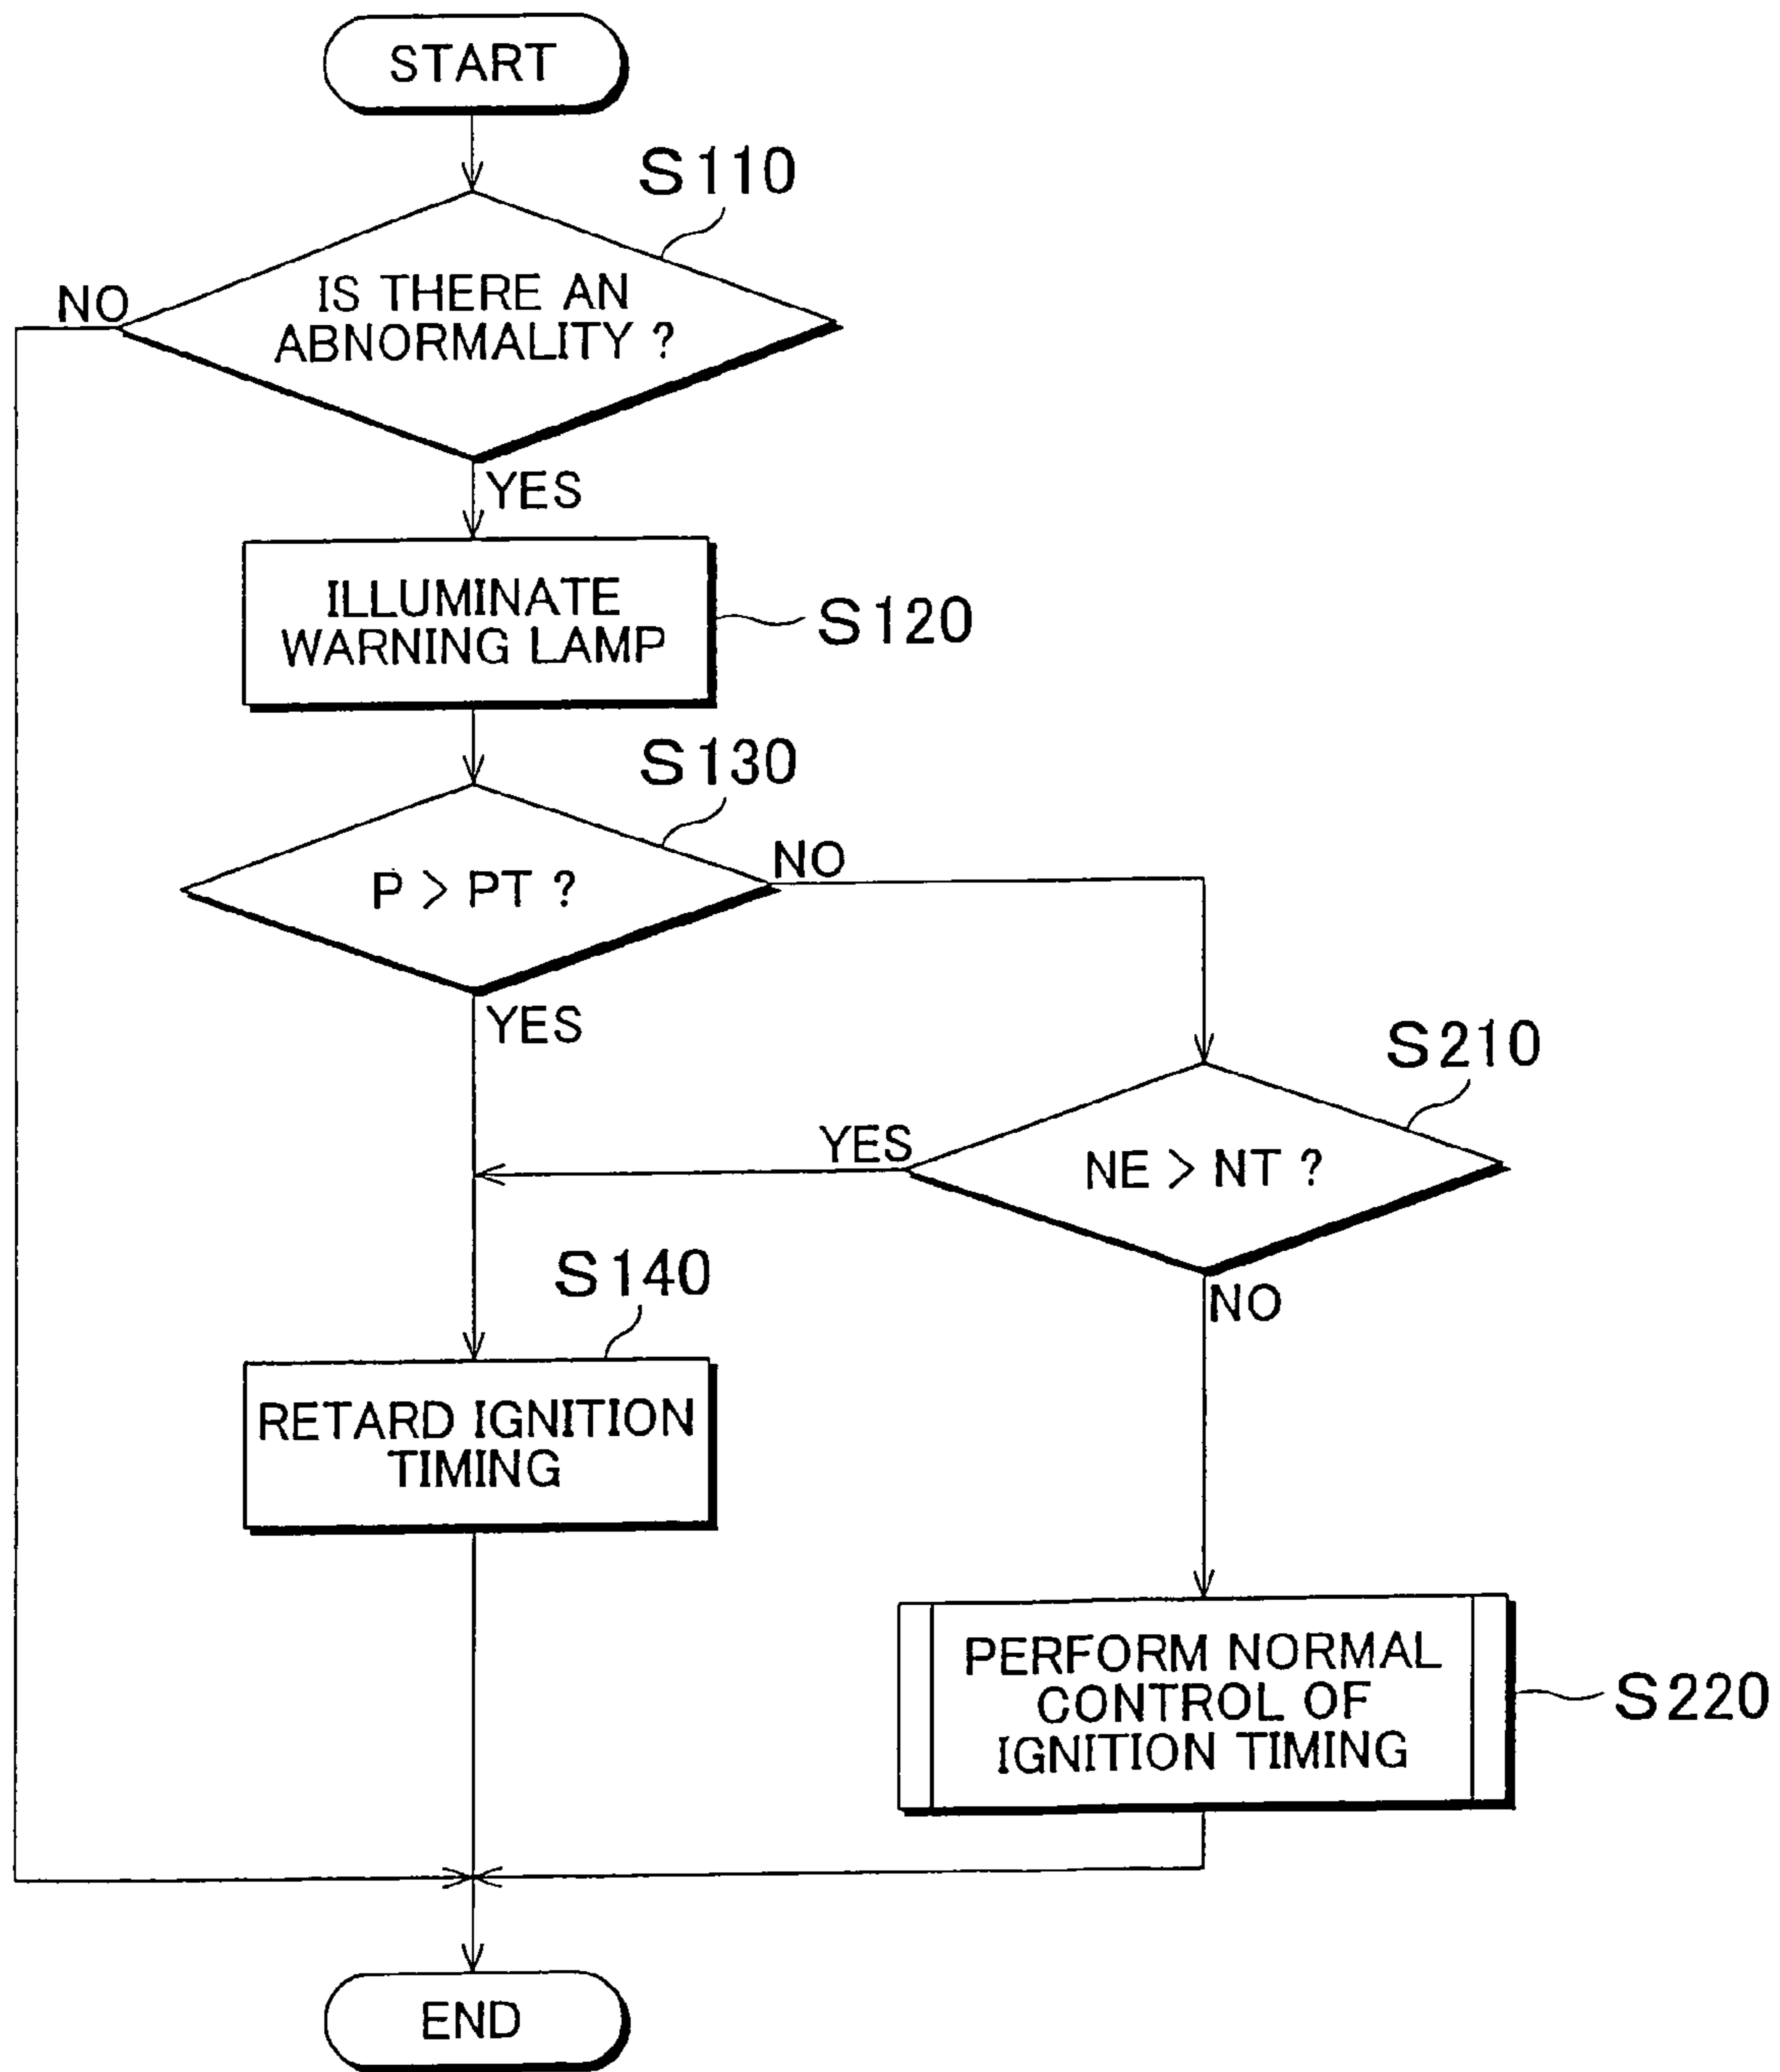 START
S110
NO
IS THERE AN
ABNORMALITY ?
YES
ILLUMINATE
WARNING LAMP
S120
S130
P > PT ?
NO
YES
S210
YES
NE > NT ?
S140
NO
RETARD IGNITION
TIMING
PERFORM NORMAL
CONTROL OF
IGNITION TIMING
S220
END